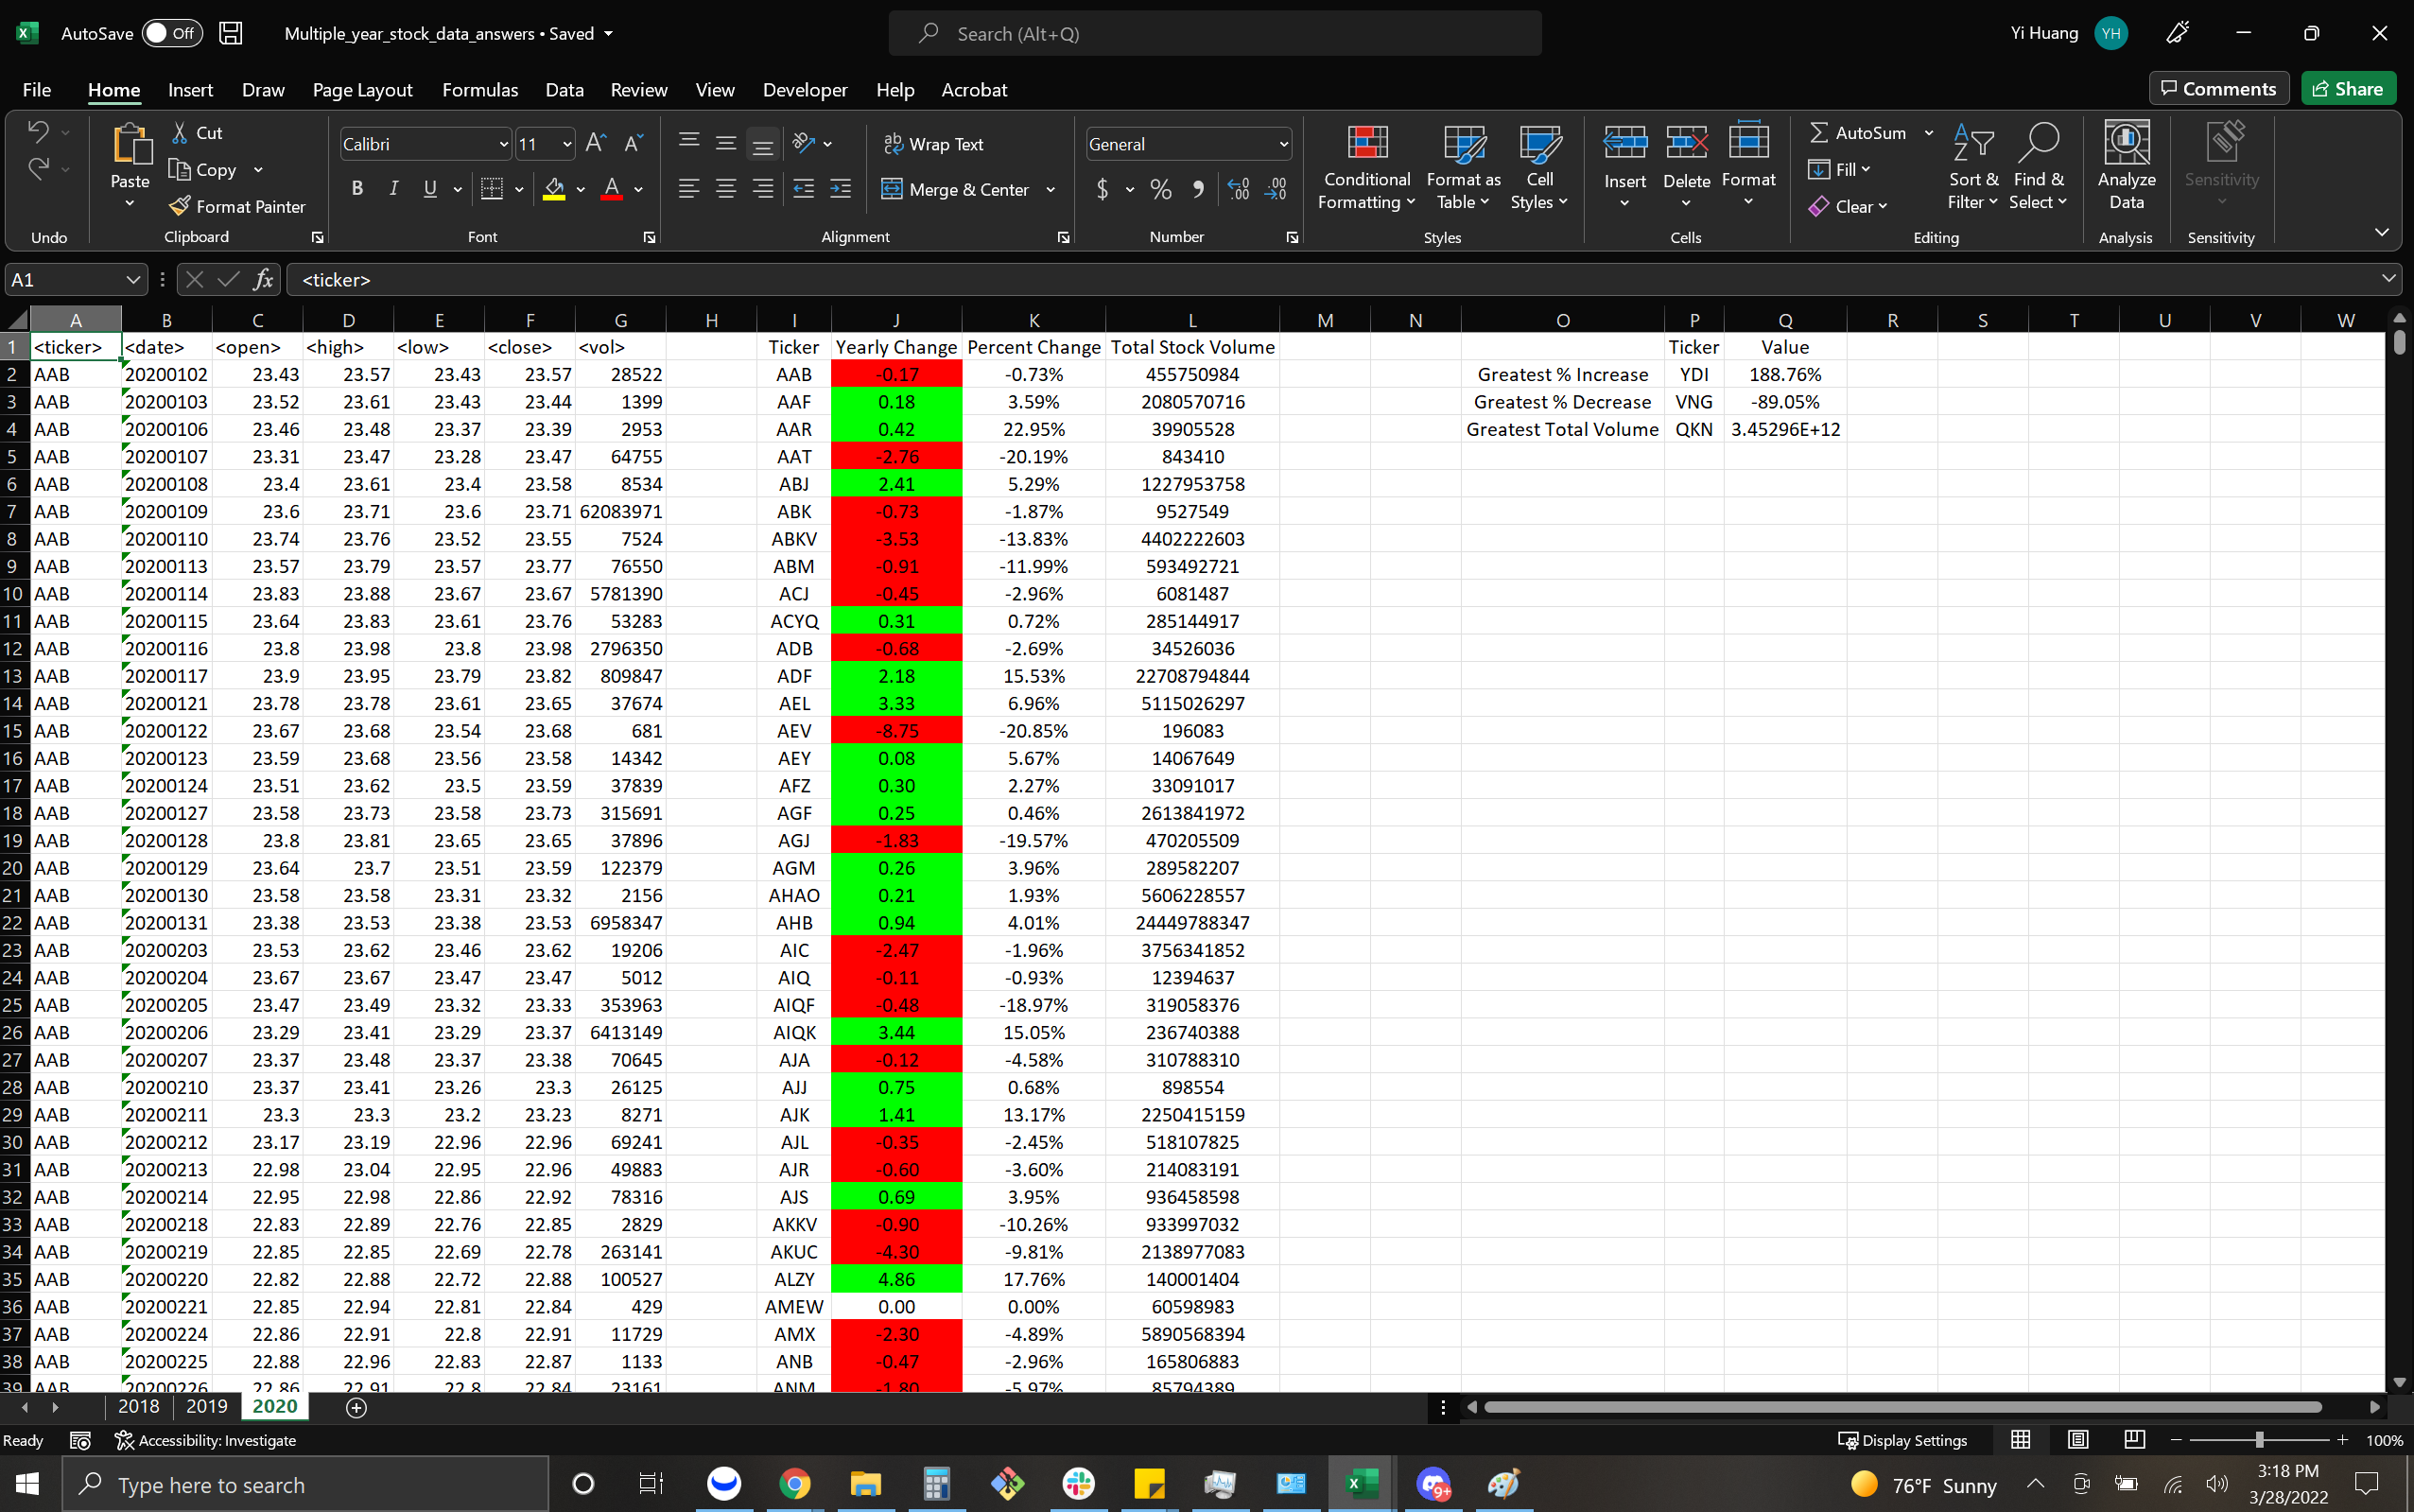 AutoSave Off Multiple_year_stock_data_answers • Saved Search (Alt+Q) Yi Huang YH
File Home Insert Draw Page Layout Formulas Data Review View Developer Help Acrobat Comments Share
Undo
Paste
Cut
Copy
Format Painter
Clipboard
Calibri 11
B I U A
Font
ab Wrap Text
Merge & Center
Alignment
General
$ % 9
Number
Conditional Formatting
Format as Table
Cell Styles
Styles
Insert Delete Format
Cells
AutoSum
Fill
Clear
Sort & Filter
Find & Select
Editing
Analyze Data
Analysis
Sensitivity
Sensitivity
A1 fx <ticker>
A B C D E F G H I J K L M N O P Q R S T U V W
1 <ticker> <date> <open> <high> <low> <close> <vol> Ticker Yearly Change Percent Change Total Stock Volume Ticker Value
2 AAB 20200102 23.43 23.57 23.43 23.57 28522 AAB -0.17 -0.73% 455750984 Greatest % Increase YDI 188.76%
3 AAB 20200103 23.52 23.61 23.43 23.44 1399 AAF 0.18 3.59% 2080570716 Greatest % Decrease VNG -89.05%
4 AAB 20200106 23.46 23.48 23.37 23.39 2953 AAR 0.42 22.95% 39905528 Greatest Total Volume QKN 3.45296E+12
5 AAB 20200107 23.31 23.47 23.28 23.47 64755 AAT -2.76 -20.19% 843410
6 AAB 20200108 23.4 23.61 23.4 23.58 8534 ABJ 2.41 5.29% 1227953758
7 AAB 20200109 23.6 23.71 23.6 23.71 62083971 ABK -0.73 -1.87% 9527549
8 AAB 20200110 23.74 23.76 23.52 23.55 7524 ABKV -3.53 -13.83% 4402222603
9 AAB 20200113 23.57 23.79 23.57 23.77 76550 ABM -0.91 -11.99% 593492721
10 AAB 20200114 23.83 23.88 23.67 23.67 5781390 ACJ -0.45 -2.96% 6081487
11 AAB 20200115 23.64 23.83 23.61 23.76 53283 ACYQ 0.31 0.72% 285144917
12 AAB 20200116 23.8 23.98 23.8 23.98 2796350 ADB -0.68 -2.69% 34526036
13 AAB 20200117 23.9 23.95 23.79 23.82 809847 ADF 2.18 15.53% 22708794844
14 AAB 20200121 23.78 23.78 23.61 23.65 37674 AEL 3.33 6.96% 5115026297
15 AAB 20200122 23.67 23.68 23.54 23.68 681 AEV -8.75 -20.85% 196083
16 AAB 20200123 23.59 23.68 23.56 23.58 14342 AEY 0.08 5.67% 14067649
17 AAB 20200124 23.51 23.62 23.5 23.59 37839 AFZ 0.30 2.27% 33091017
18 AAB 20200127 23.58 23.73 23.58 23.73 315691 AGF 0.25 0.46% 2613841972
19 AAB 20200128 23.8 23.81 23.65 23.65 37896 AGJ -1.83 -19.57% 470205509
20 AAB 20200129 23.64 23.7 23.51 23.59 122379 AGM 0.26 3.96% 289582207
21 AAB 20200130 23.58 23.58 23.31 23.32 2156 AHAO 0.21 1.93% 5606228557
22 AAB 20200131 23.38 23.53 23.38 23.53 6958347 AHB 0.94 4.01% 24449788347
23 AAB 20200203 23.53 23.62 23.46 23.62 19206 AIC -2.47 -1.96% 3756341852
24 AAB 20200204 23.67 23.67 23.47 23.47 5012 AIQ -0.11 -0.93% 12394637
25 AAB 20200205 23.47 23.49 23.32 23.33 353963 AIQF -0.48 -18.97% 319058376
26 AAB 20200206 23.29 23.41 23.29 23.37 6413149 AIQK 3.44 15.05% 236740388
27 AAB 20200207 23.37 23.48 23.37 23.38 70645 AJA -0.12 -4.58% 310788310
28 AAB 20200210 23.37 23.41 23.26 23.3 26125 AJJ 0.75 0.68% 898554
29 AAB 20200211 23.3 23.3 23.2 23.23 8271 AJK 1.41 13.17% 2250415159
30 AAB 20200212 23.17 23.19 22.96 22.96 69241 AJL -0.35 -2.45% 518107825
31 AAB 20200213 22.98 23.04 22.95 22.96 49883 AJR -0.60 -3.60% 214083191
32 AAB 20200214 22.95 22.98 22.86 22.92 78316 AJS 0.69 3.95% 936458598
33 AAB 20200218 22.83 22.89 22.76 22.85 2829 AKKV -0.90 -10.26% 933997032
34 AAB 20200219 22.85 22.85 22.69 22.78 263141 AKUC -4.30 -9.81% 2138977083
35 AAB 20200220 22.82 22.88 22.72 22.88 100527 ALZY 4.86 17.76% 140001404
36 AAB 20200221 22.85 22.94 22.81 22.84 429 AMEW 0.00 0.00% 60598983
37 AAB 20200224 22.86 22.91 22.8 22.91 11729 AMX -2.30 -4.89% 5890568394
38 AAB 20200225 22.88 22.96 22.83 22.87 1133 ANB -0.47 -2.96% 165806883
39 AAB 20200226 22.86 22.91 22.8 22.84 23161 ANM -1.80 -5.97% 85794389
2018 2019 2020
Ready Accessibility: Investigate Display Settings 100%
Type here to search 9+ 76°F Sunny 3:18 PM
3/28/2022